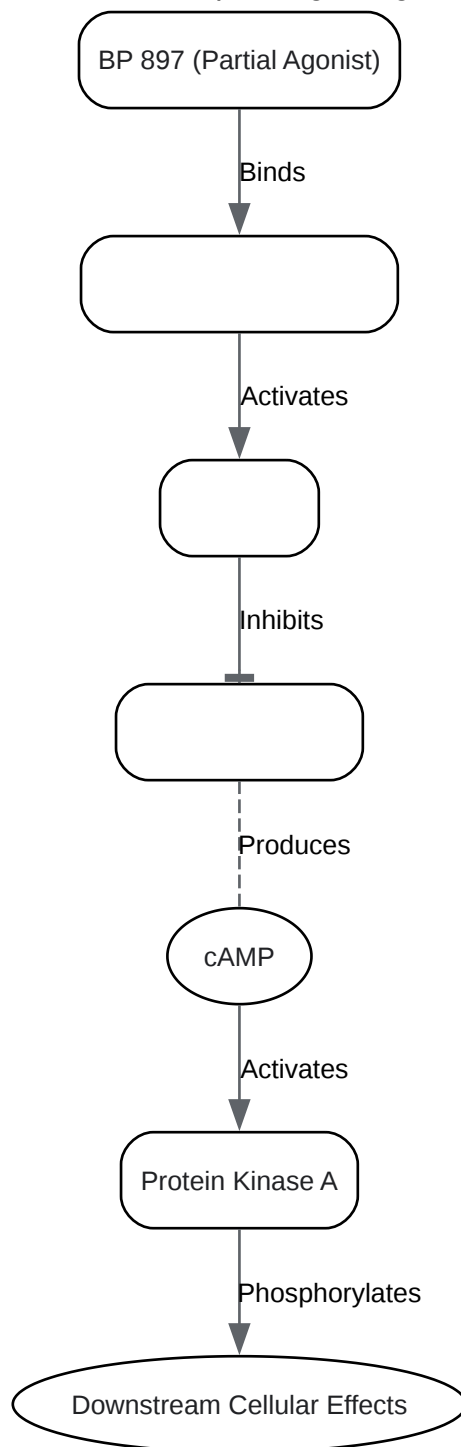 BP 897 (Partial Agonist)
Binds
Activates
Inhibits
Produces
cAMP
Activates
Protein Kinase A
Phosphorylates
Downstream Cellular Effects